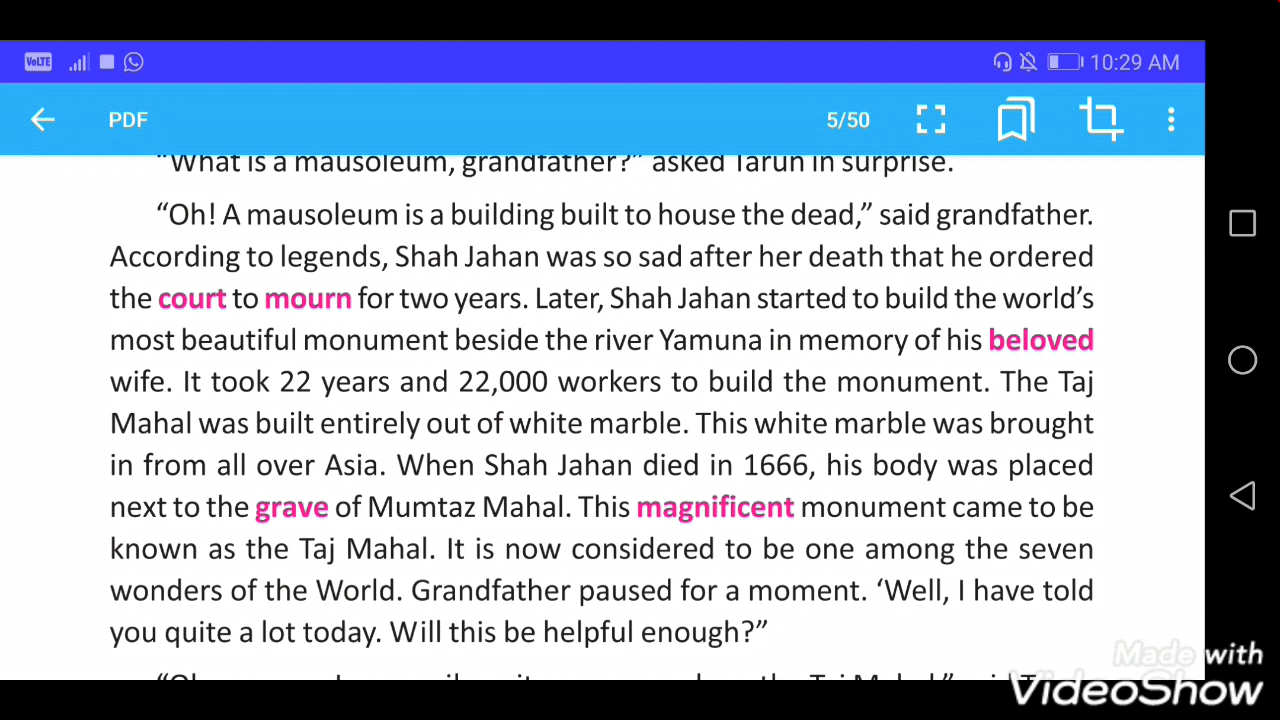 VoLTE 10:29 AM
PDF 5/50
“What is a mausoleum, grandfather?” asked Tarun in surprise.
“Oh! A mausoleum is a building built to house the dead,” said grandfather.
According to legends, Shah Jahan was so sad after her death that he ordered
the court to mourn for two years. Later, Shah Jahan started to build the world’s
most beautiful monument beside the river Yamuna in memory of his beloved
wife. It took 22 years and 22,000 workers to build the monument. The Taj
Mahal was built entirely out of white marble. This white marble was brought
in from all over Asia. When Shah Jahan died in 1666, his body was placed
next to the grave of Mumtaz Mahal. This magnificent monument came to be
known as the Taj Mahal. It is now considered to be one among the seven
wonders of the World. Grandfather paused for a moment. ‘Well, I have told
you quite a lot today. Will this be helpful enough?”
Made with
VideoShow